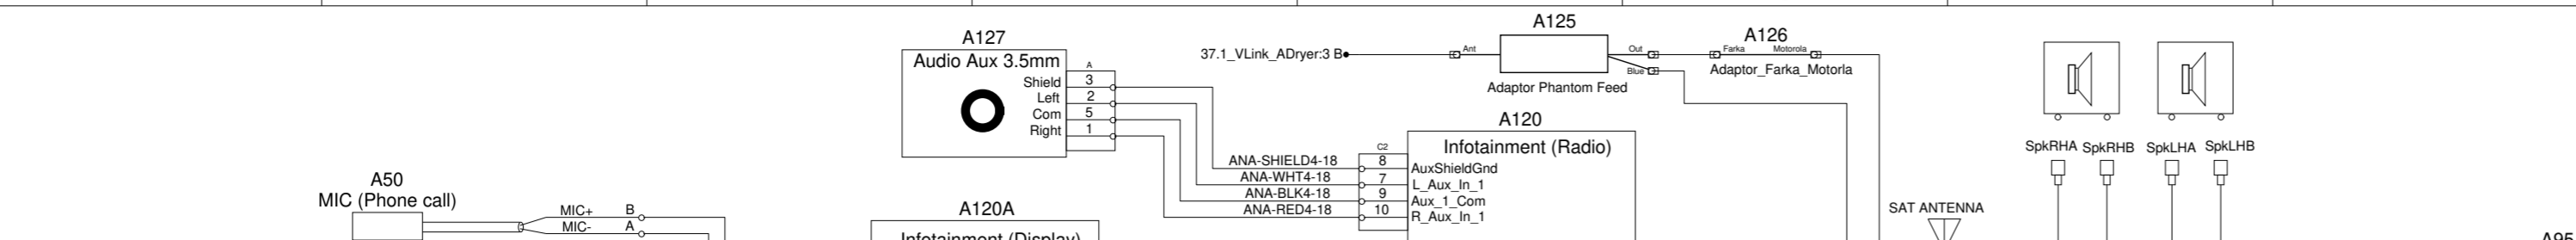 A127
Audio Aux 3.5mm
A
Shield 3
Left 2
Com 5
Right 1
37.1_VLink_ADryer:3 B
Ant
A125
Out
Blue
Adaptor Phantom Feed
A126
Farka Motorola
Adaptor_Farka_Motorla
A120
Infotainment (Radio)
C2
ANA-SHIELD4-18 8 AuxShieldGnd
ANA-WHT4-18 7 L_Aux_In_1
ANA-BLK4-18 9 Aux_1_Com
ANA-RED4-18 10 R_Aux_In_1
SpkRHA SpkRHB SpkLHA SpkLHB
A50
MIC (Phone call)
MIC+ B
MIC- A
A120A
Infotainment (Display)
SAT ANTENNA
A95